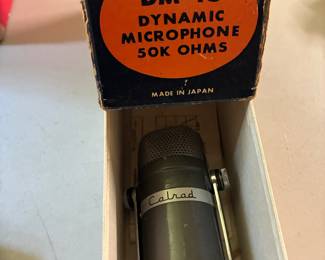 DYNAMIC
MICROPHONE
50K OHMS
MADE IN JAPAN
Calrad